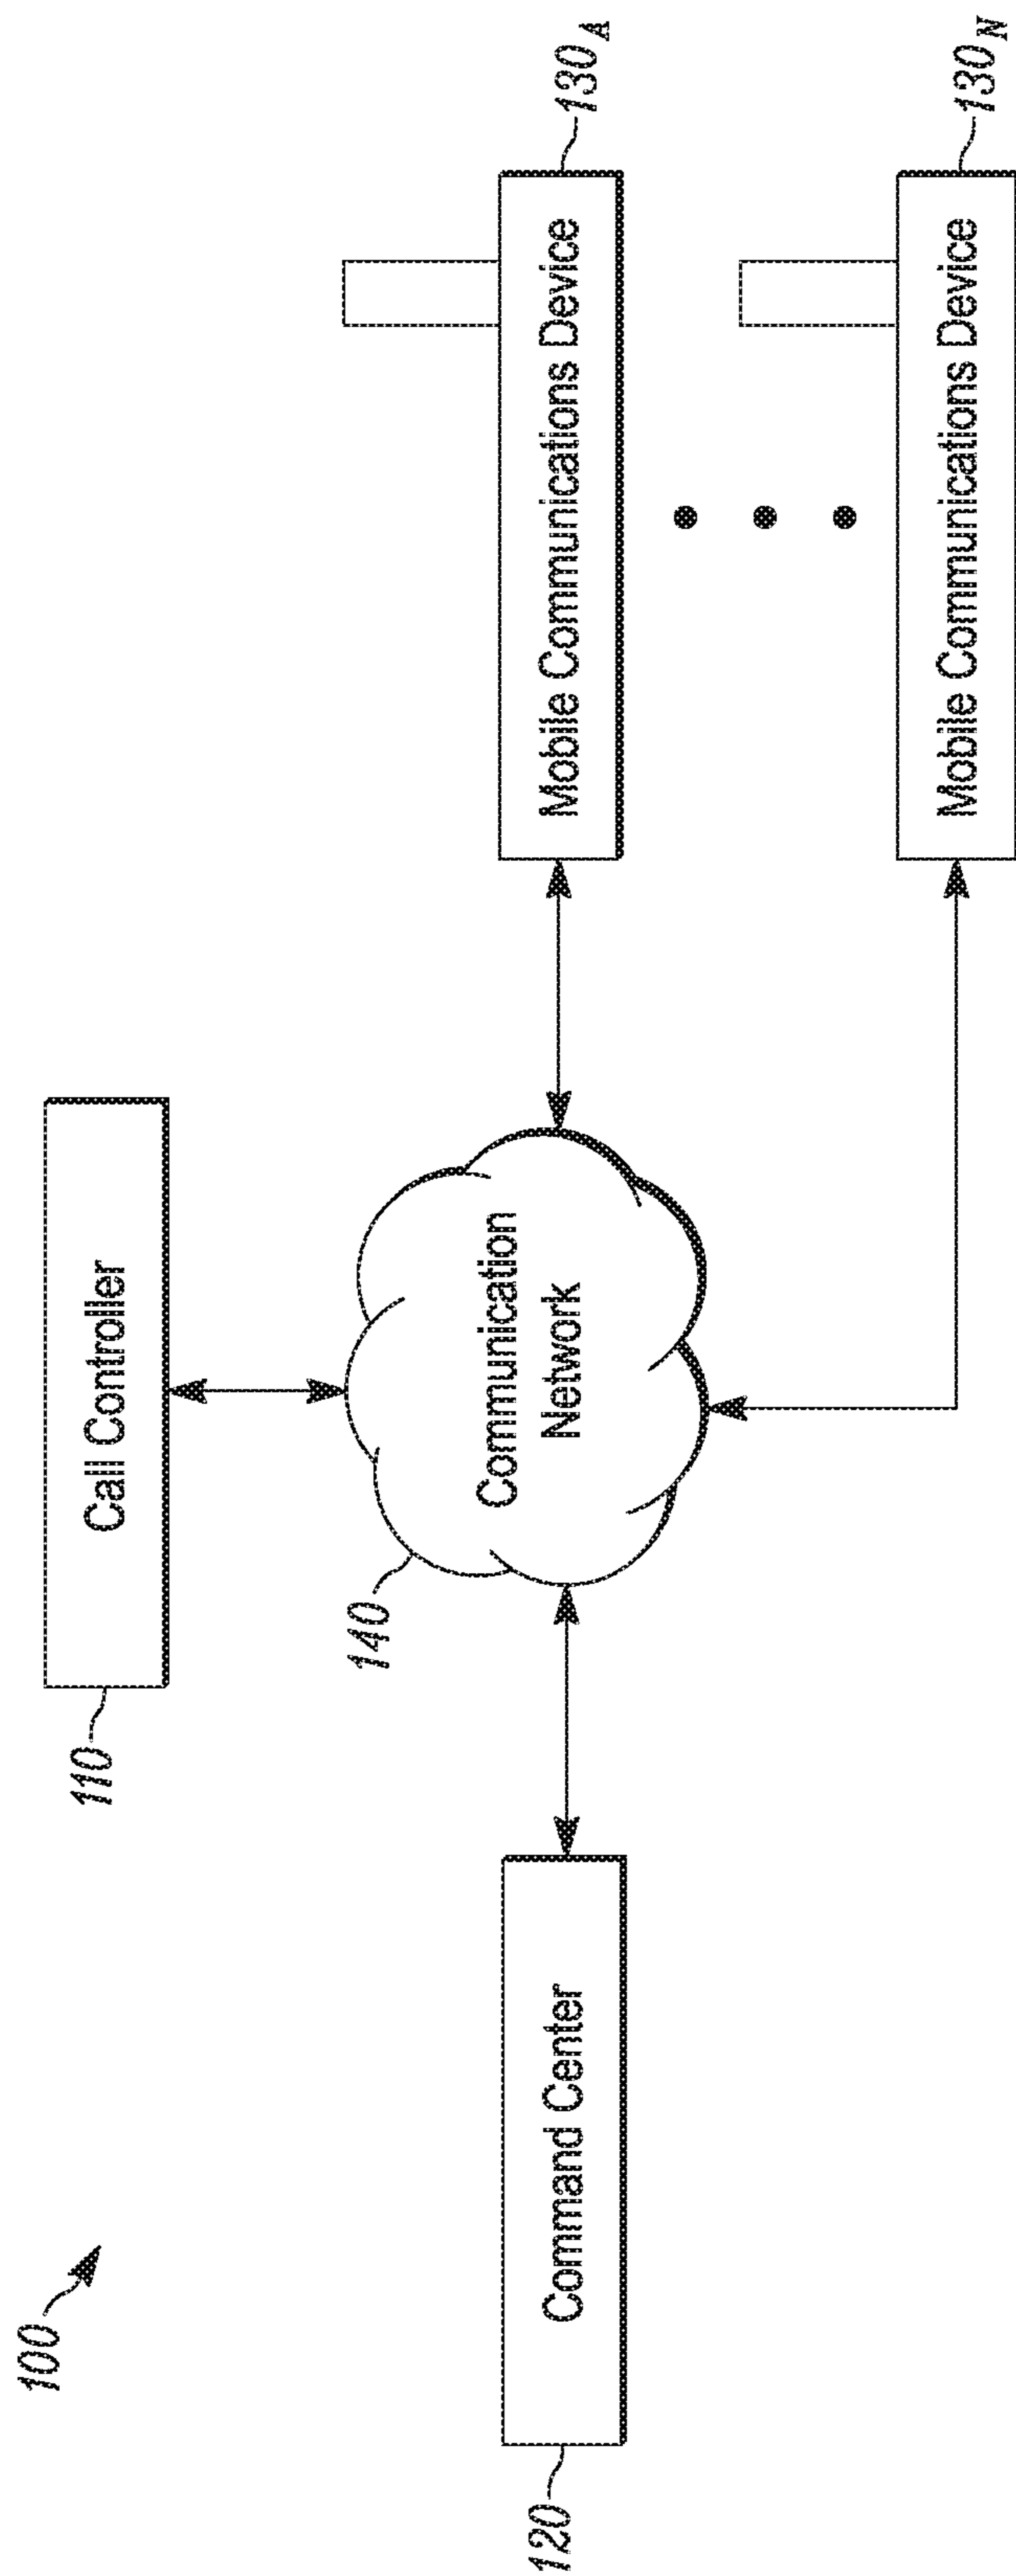 100
110
Call Controller
140
Communication
Network
120
Command Center
Mobile Communications Device
130A
Mobile Communications Device
130N